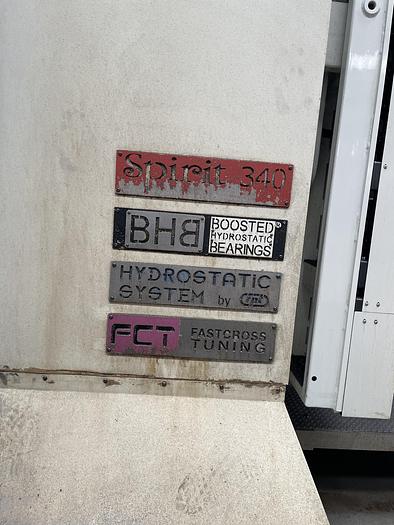 Spirit 340
BHB
BOOSTED
HYDROSTATIC
BEARINGS
HYDROSTATIC
SYSTEM by
FCT
FASTCROSS
TUNING